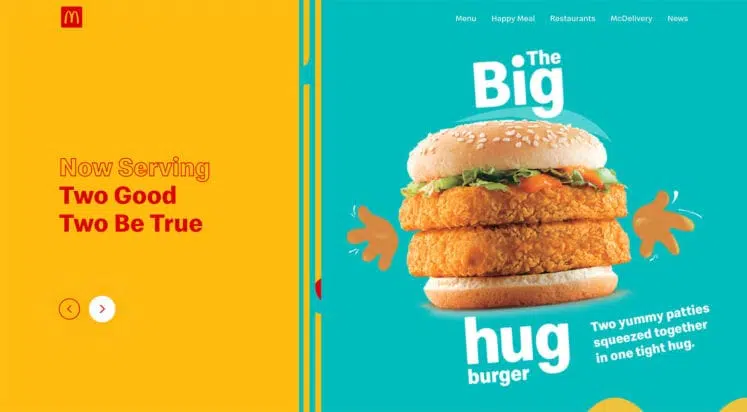 Menu Happy Meal Restaurants McDelivery News
Now Serving
Two Good
Two Be True
The
Big
hug
burger
Two yummy patties
squeezed together
in one tight hug.